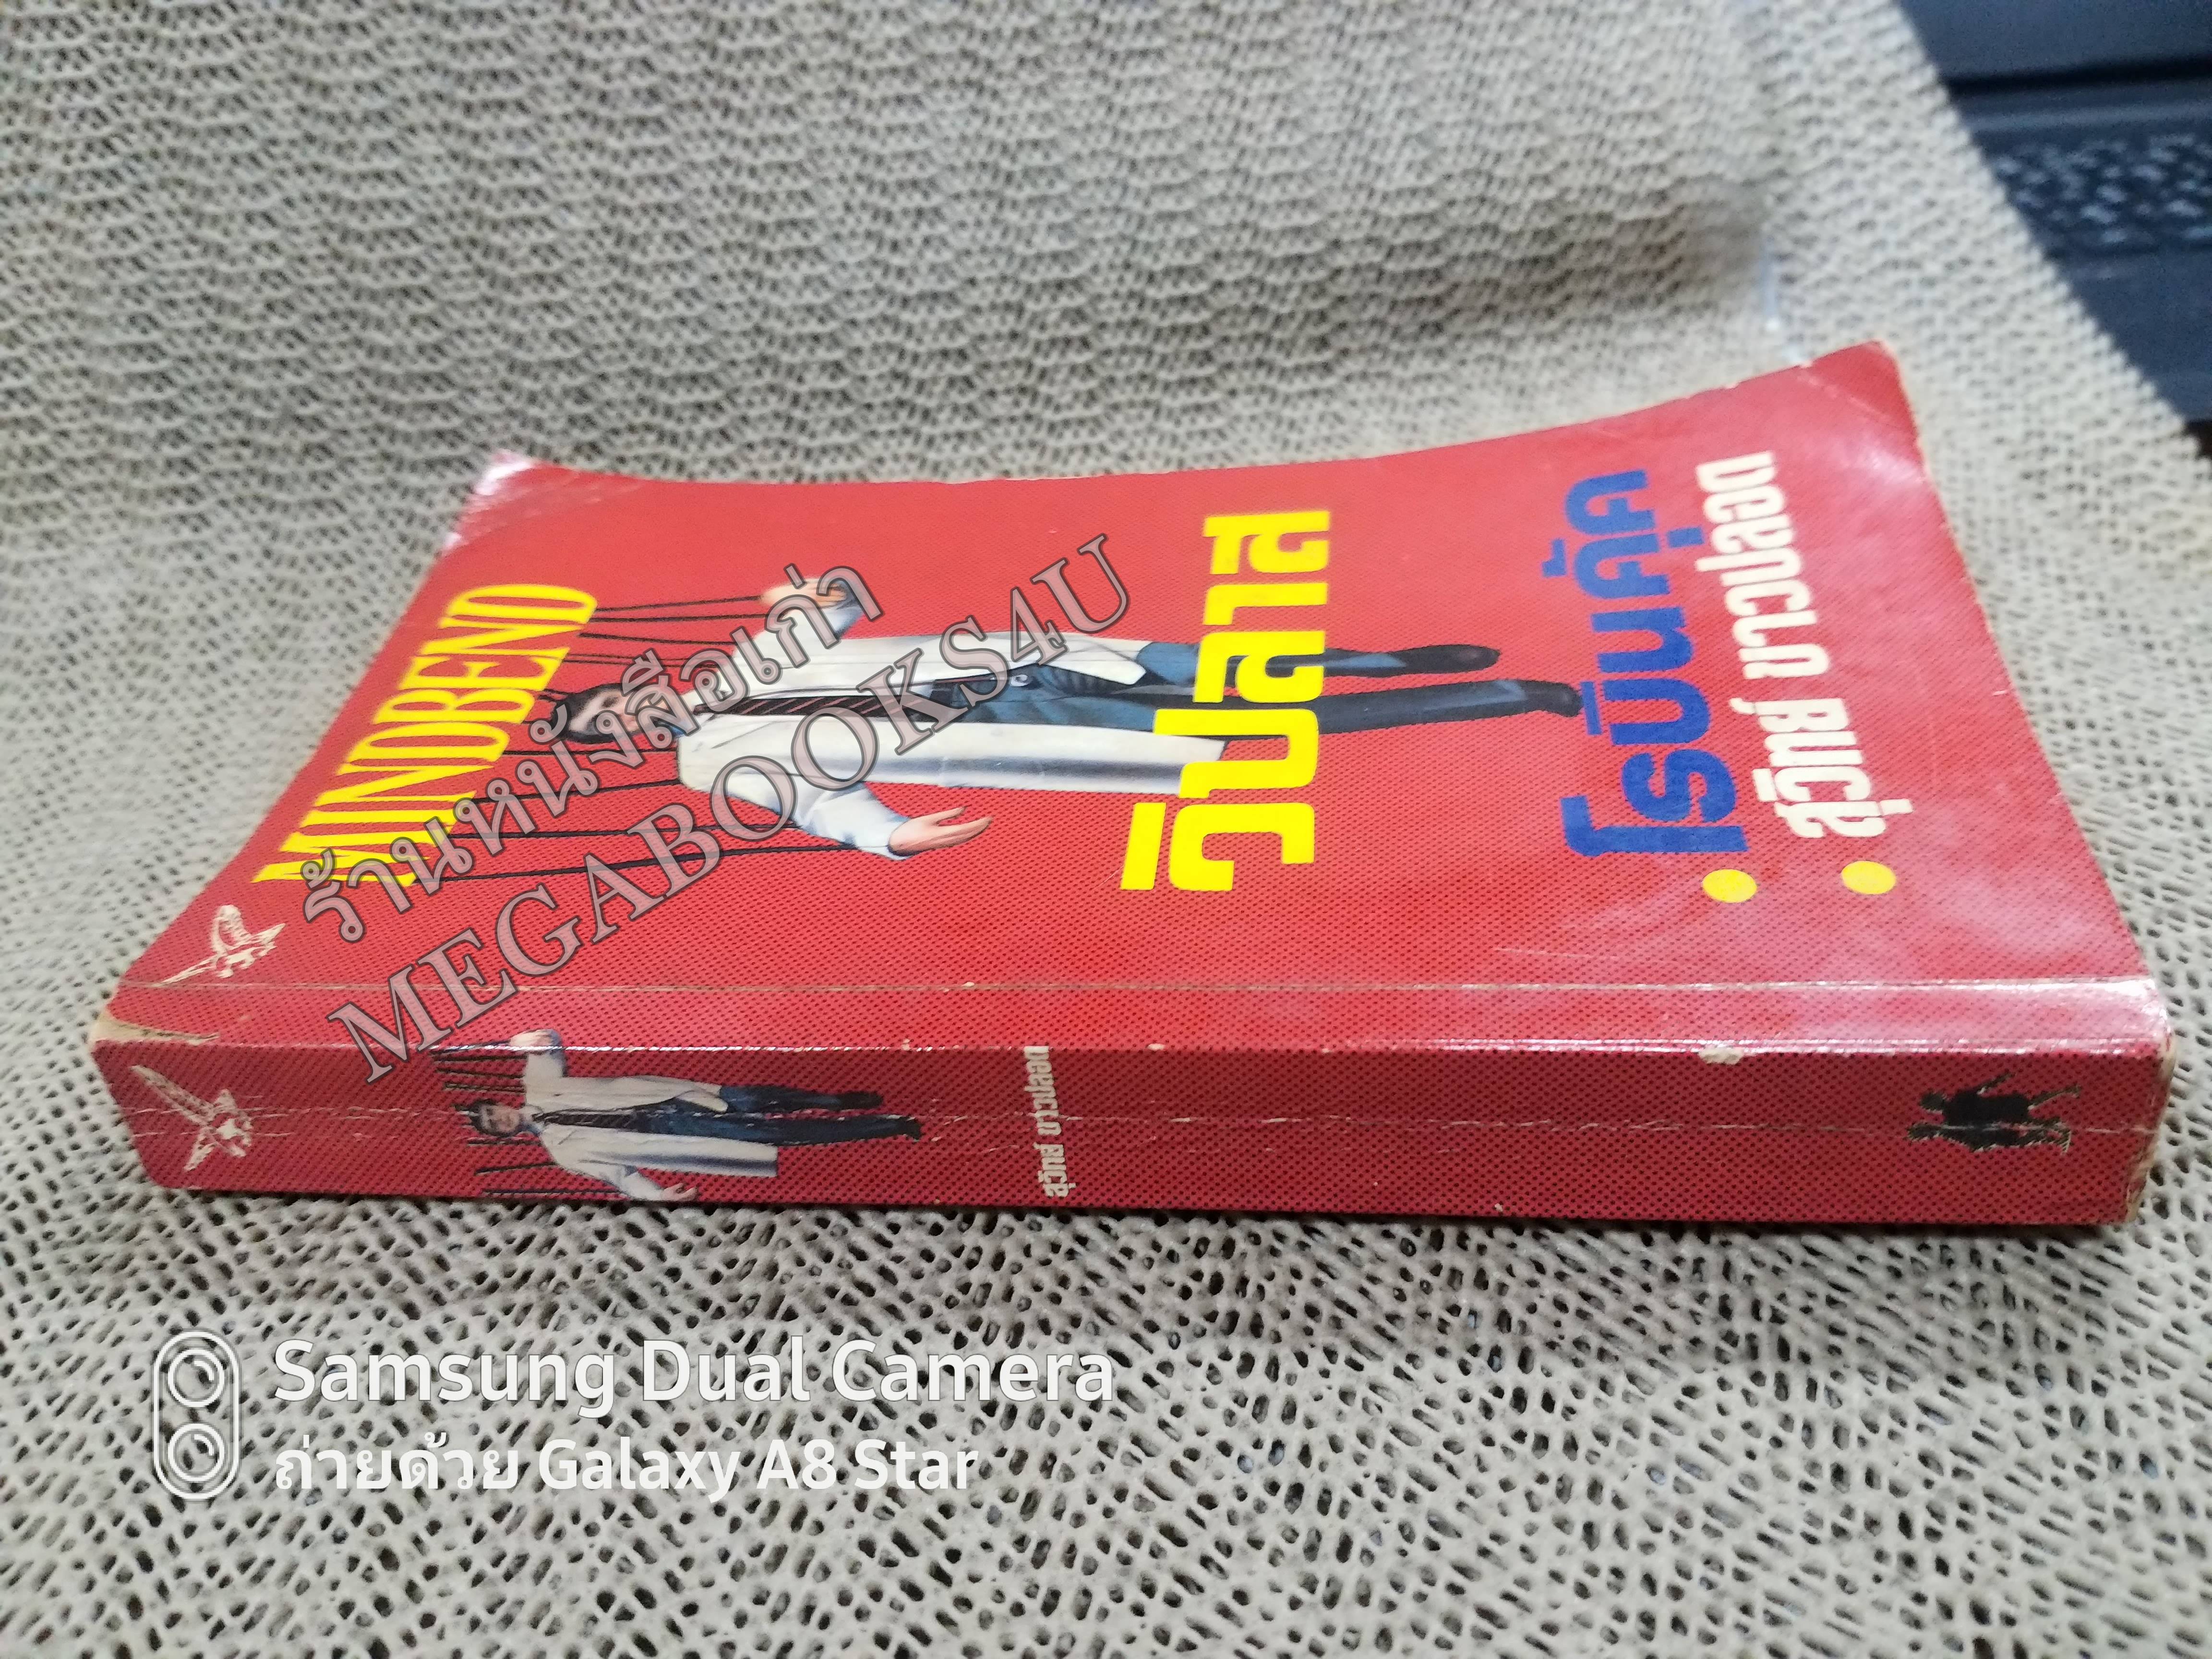 MINDBEND
วิปลาส
โรบินคุ้ค
สุวิทย์ ขาวปลอด
สุวิทย์ ขาวปลอด
ร้านหนังสือเก่า
MEGABOOKS4U
Samsung Dual Camera
ถ่ายด้วย Galaxy A8 Star